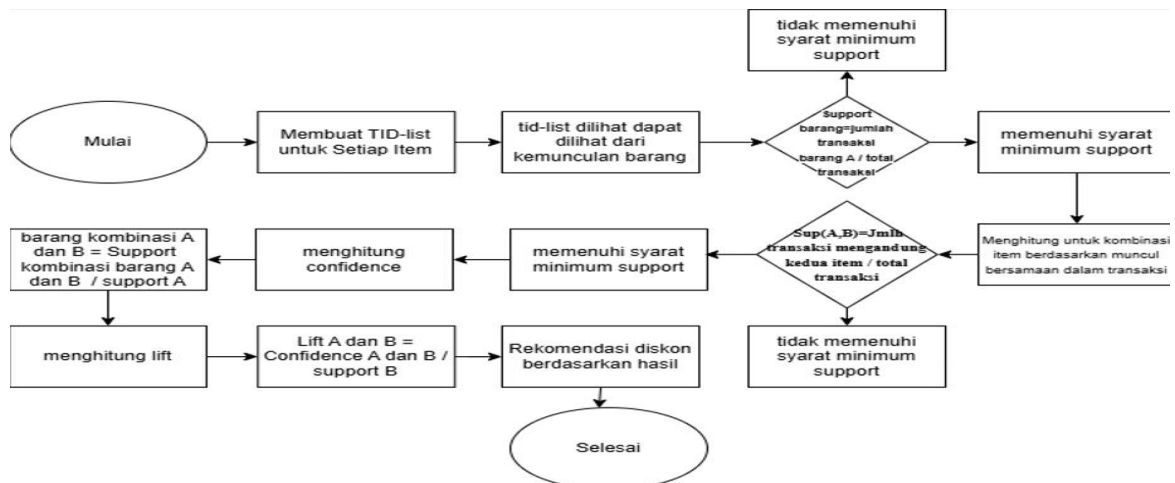 tidak memenuhi
syarat minimum
support
Mulai
Membuat TID-list
untuk Setiap Item
tid-list dilihat dapat
dilihat dari
kemunculan barang
Support
barang=jumlah
transaksi
barang A / total
transaksi
memenuhi syarat
minimum support
Menghitung untuk kombinasi
item berdasarkan muncul
bersamaan dalam transaksi
Sup(A,B)=Jmlh
transaksi mengandung
kedua item / total
transaksi
memenuhi syarat
minimum support
menghitung
confidence
barang kombinasi A
dan B = Support
kombinasi barang A
dan B / support A
menghitung lift
Lift A dan B =
Confidence A dan B /
support B
Rekomendasi diskon
berdasarkan hasil
tidak memenuhi
syarat minimum
support
Selesai